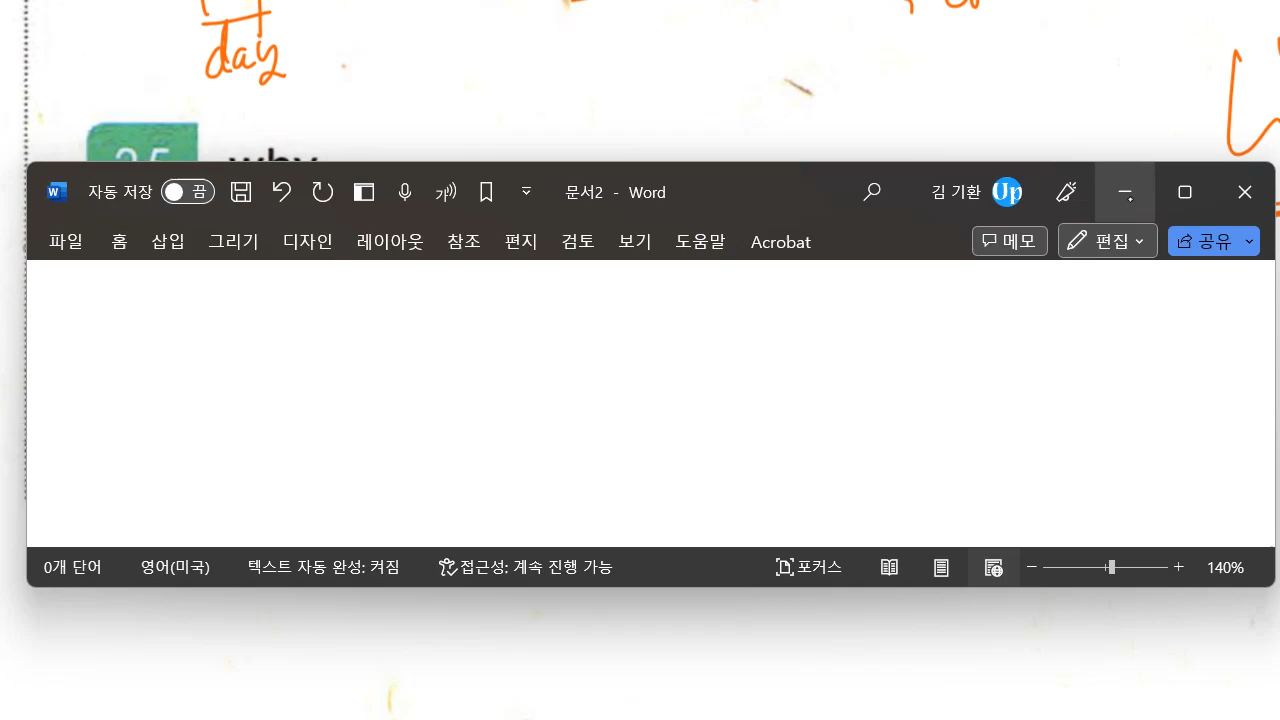 day
25 why
자동 저장 끔 가 문서2 - Word 김 기환 Up
파일 홈 삽입 그리기 디자인 레이아웃 참조 편지 검토 보기 도움말 Acrobat 메모 편집 공유
0개 단어 영어(미국) 텍스트 자동 완성: 켜짐 접근성: 계속 진행 가능 포커스 140%